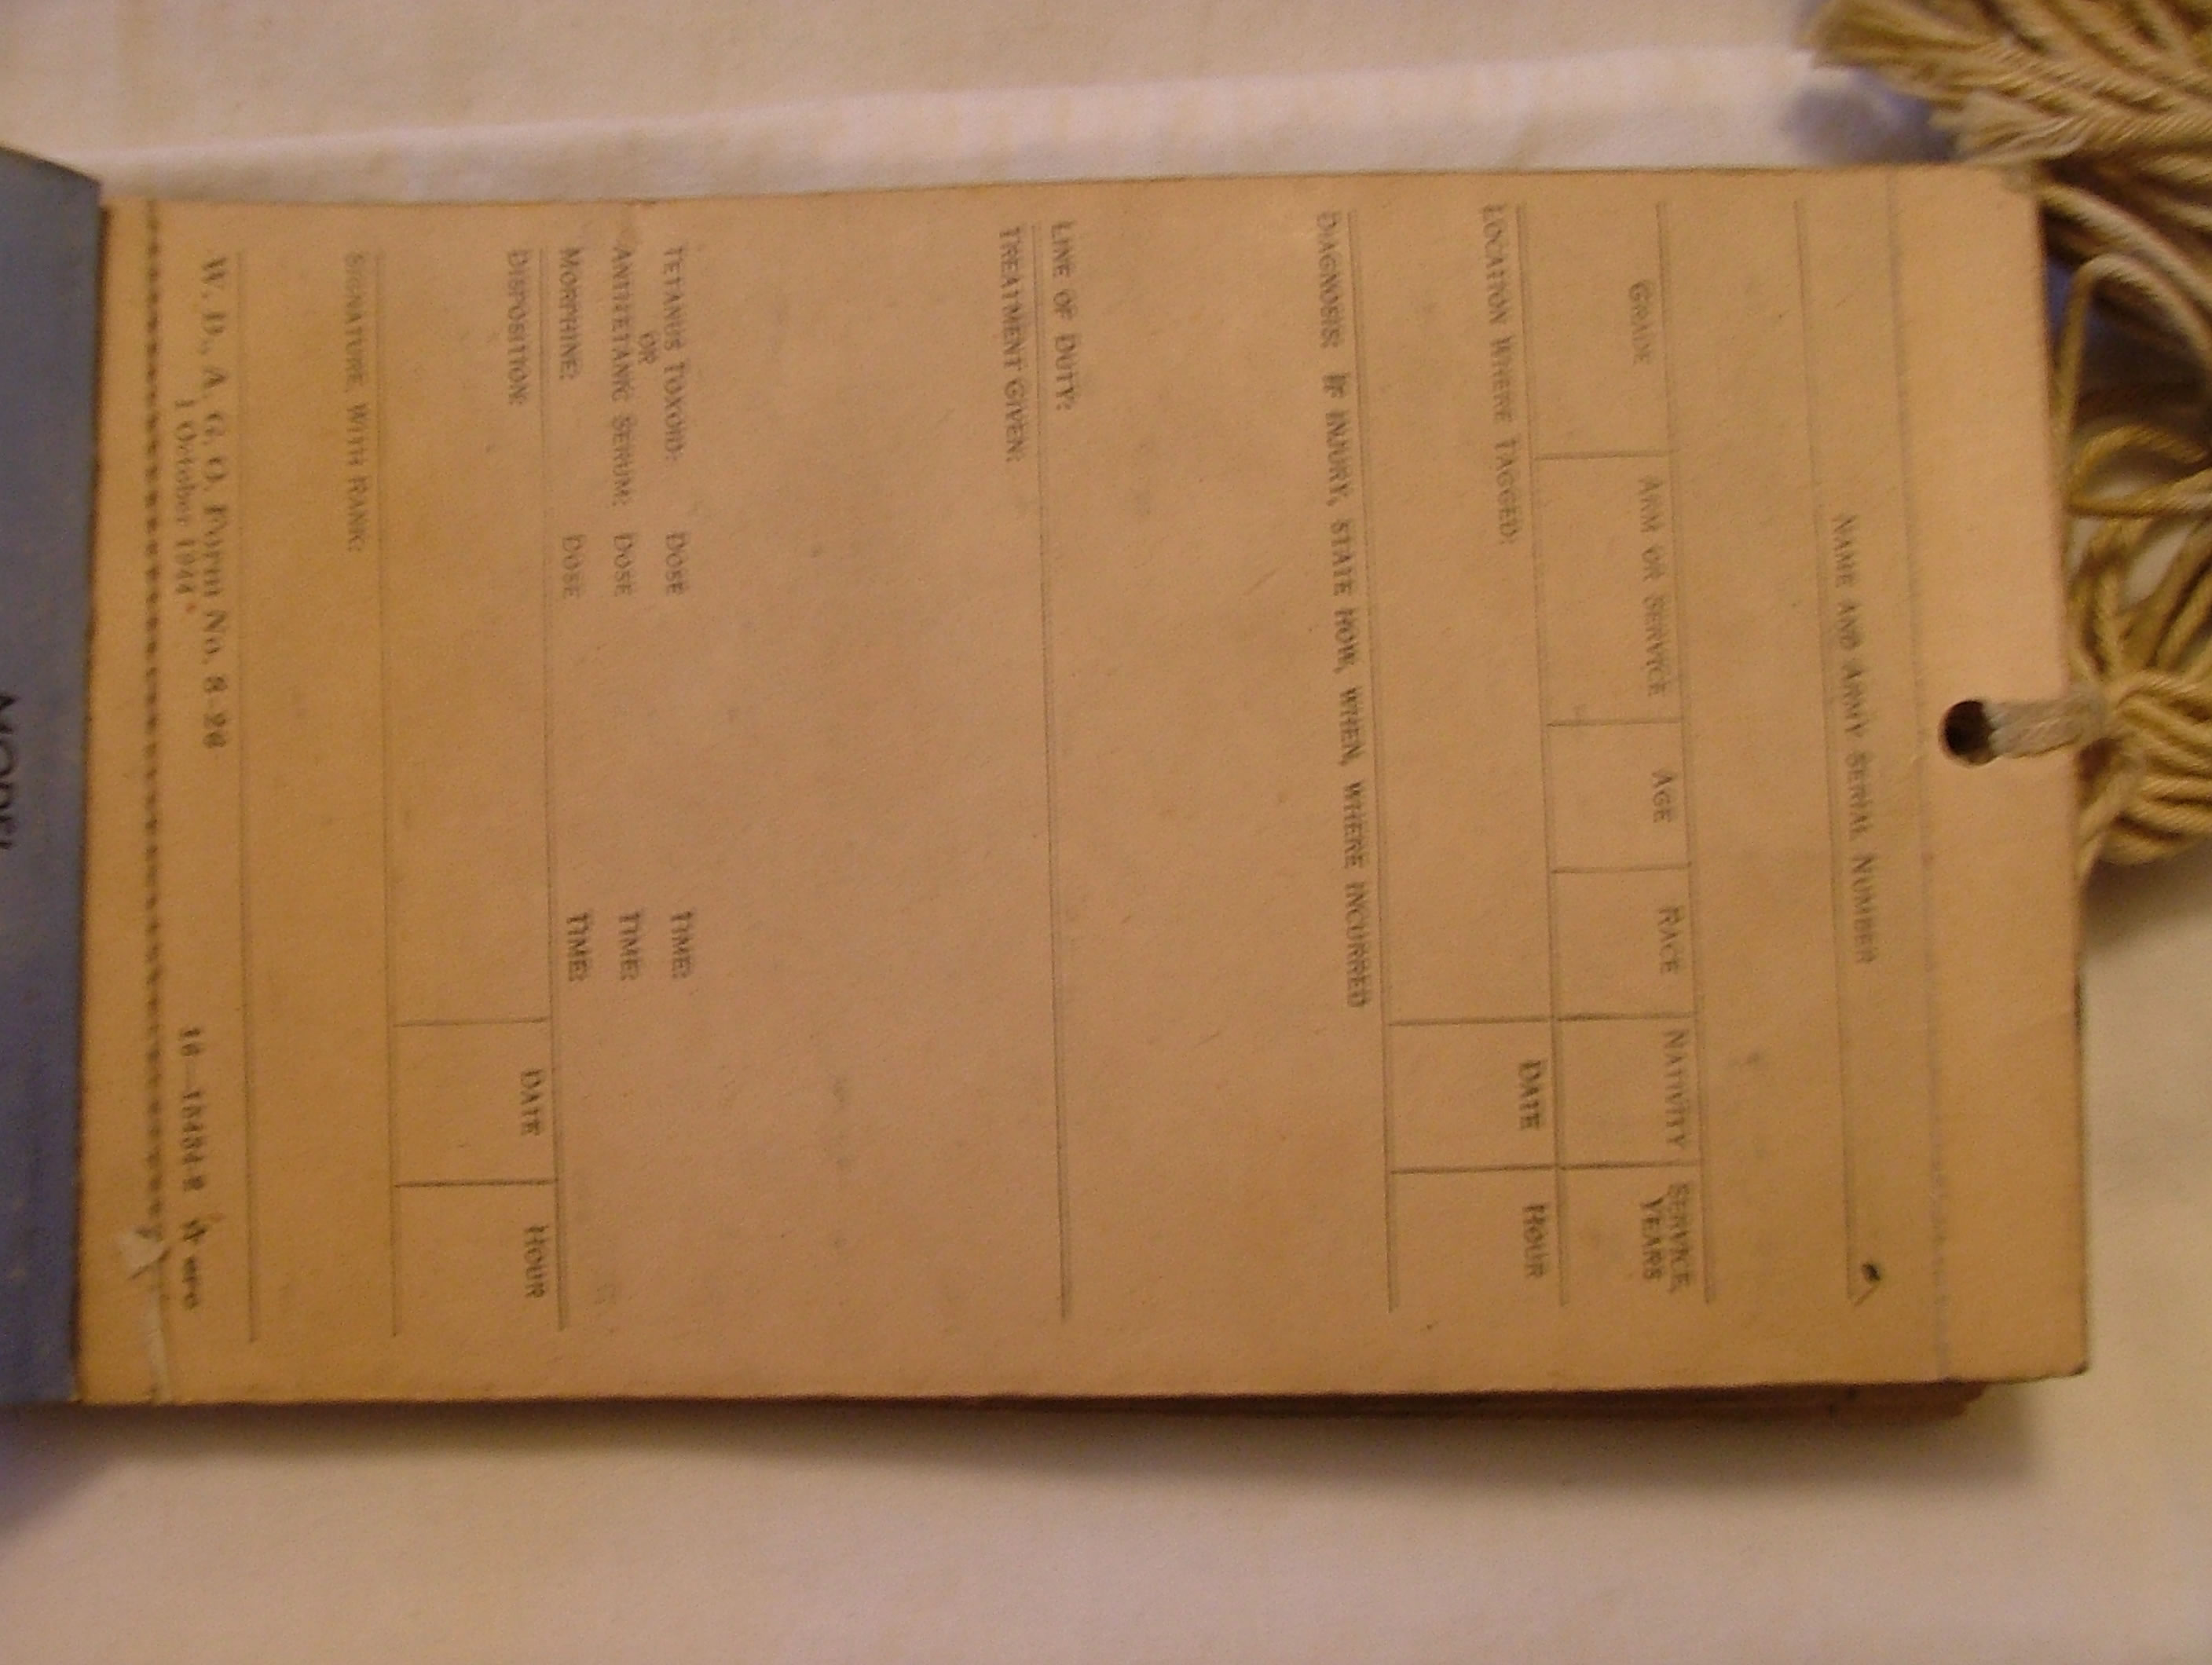 NAME AND ARMY SERIAL NUMBER
GRADE ARM OR SERVICE AGE RACE NATIVITY SERVICE, YEARS
LOCATION WHERE TAGGED: DATE HOUR
DIAGNOSIS: IF INJURY, STATE HOW, WHEN, WHERE INCURRED
LINE OF DUTY:
TREATMENT GIVEN:
TETANUS TOXOID: DOSE TIME:
OR
ANTITETANIC SERUM: DOSE TIME:
MORPHINE: DOSE TIME:
DISPOSITION: DATE HOUR
SIGNATURE, WITH RANK:
W. D., A. G. O. Form No. 8-26
1 October 1944